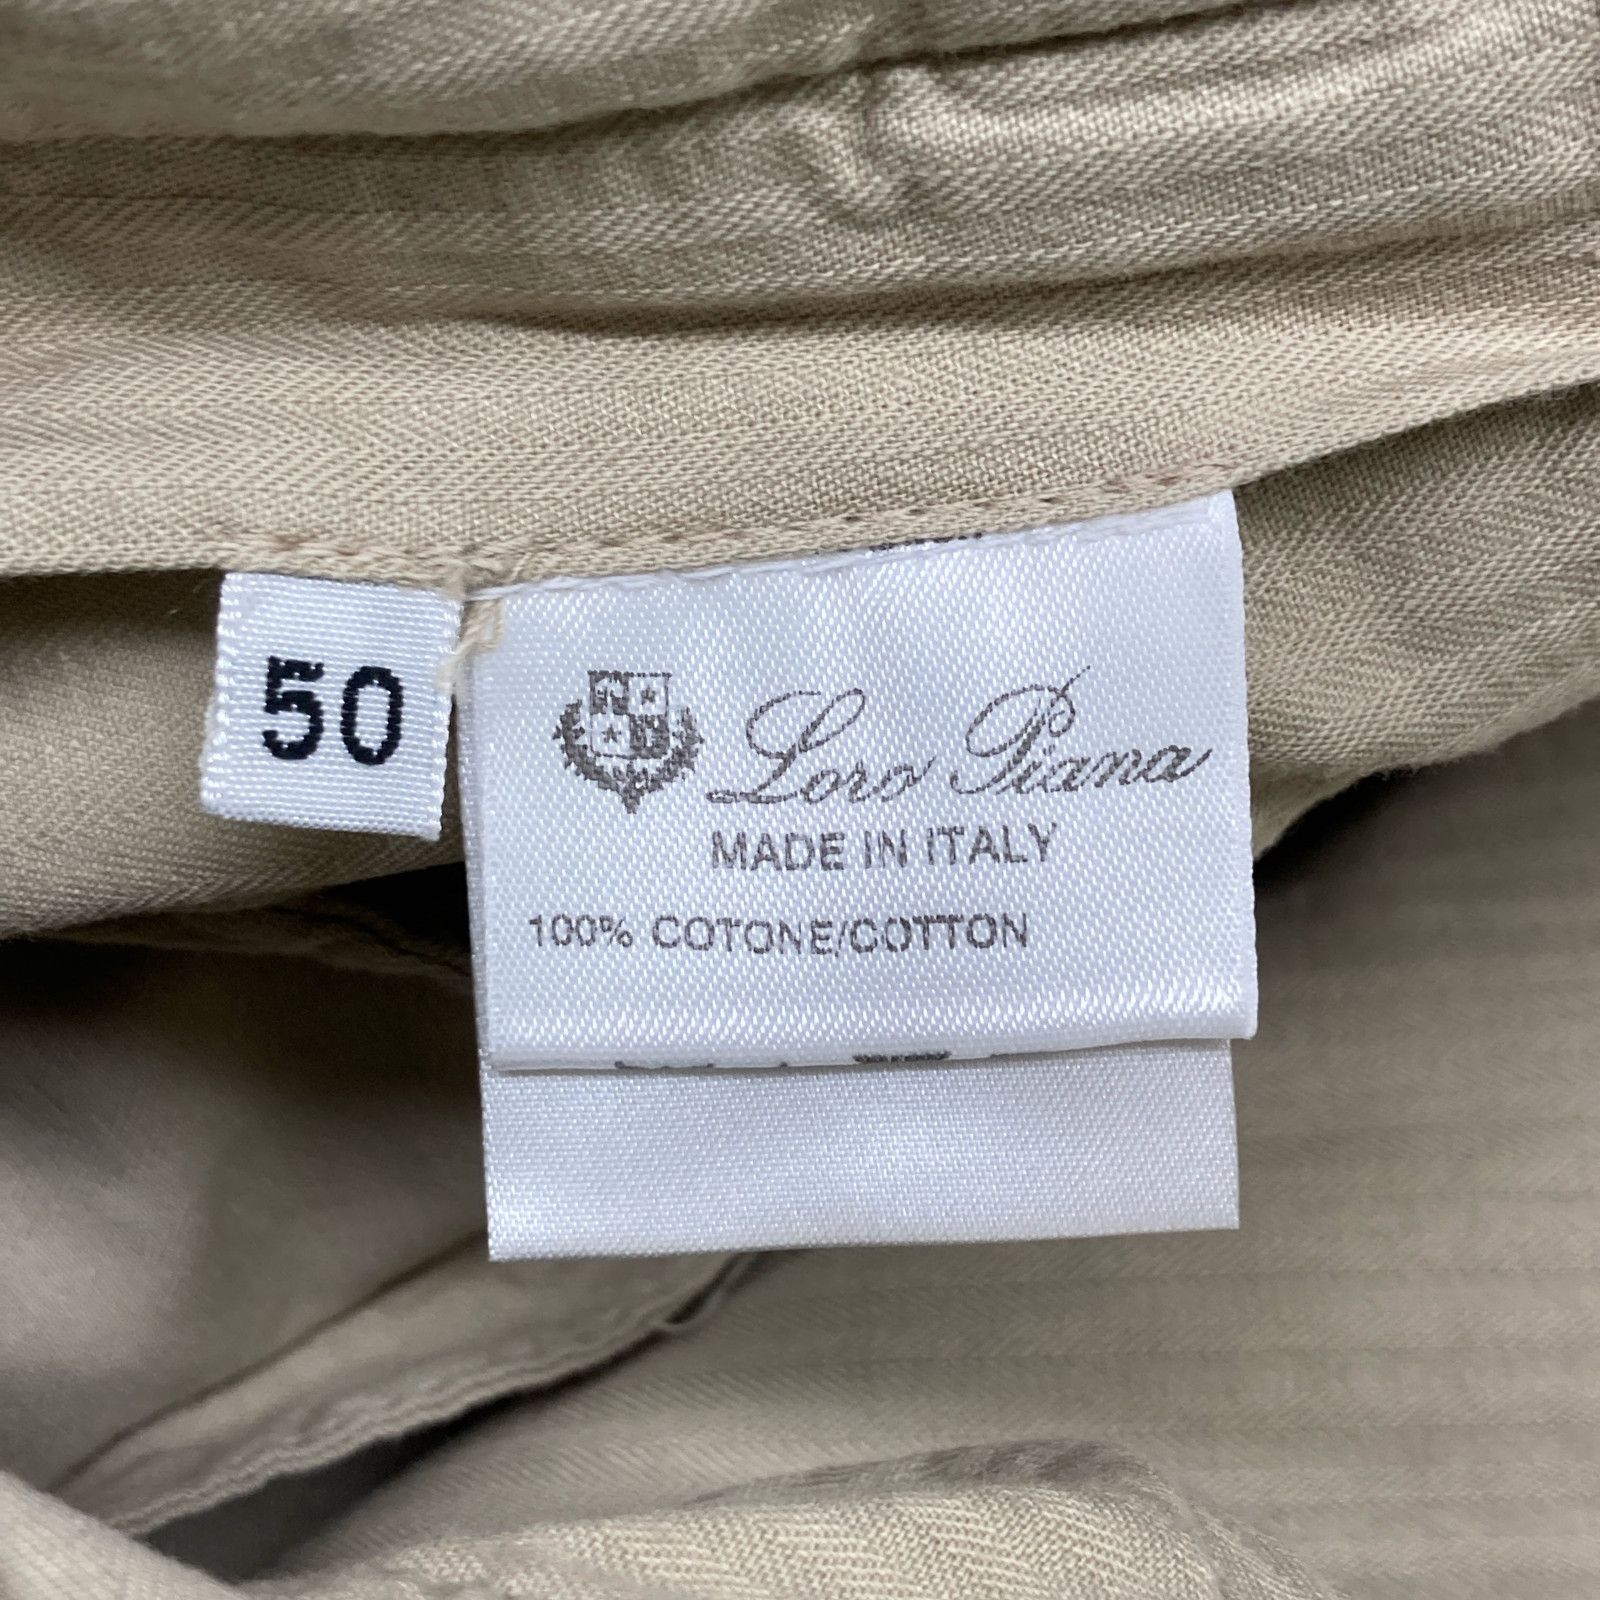 50
Loro Piana
MADE IN ITALY
100% COTONE/COTTON